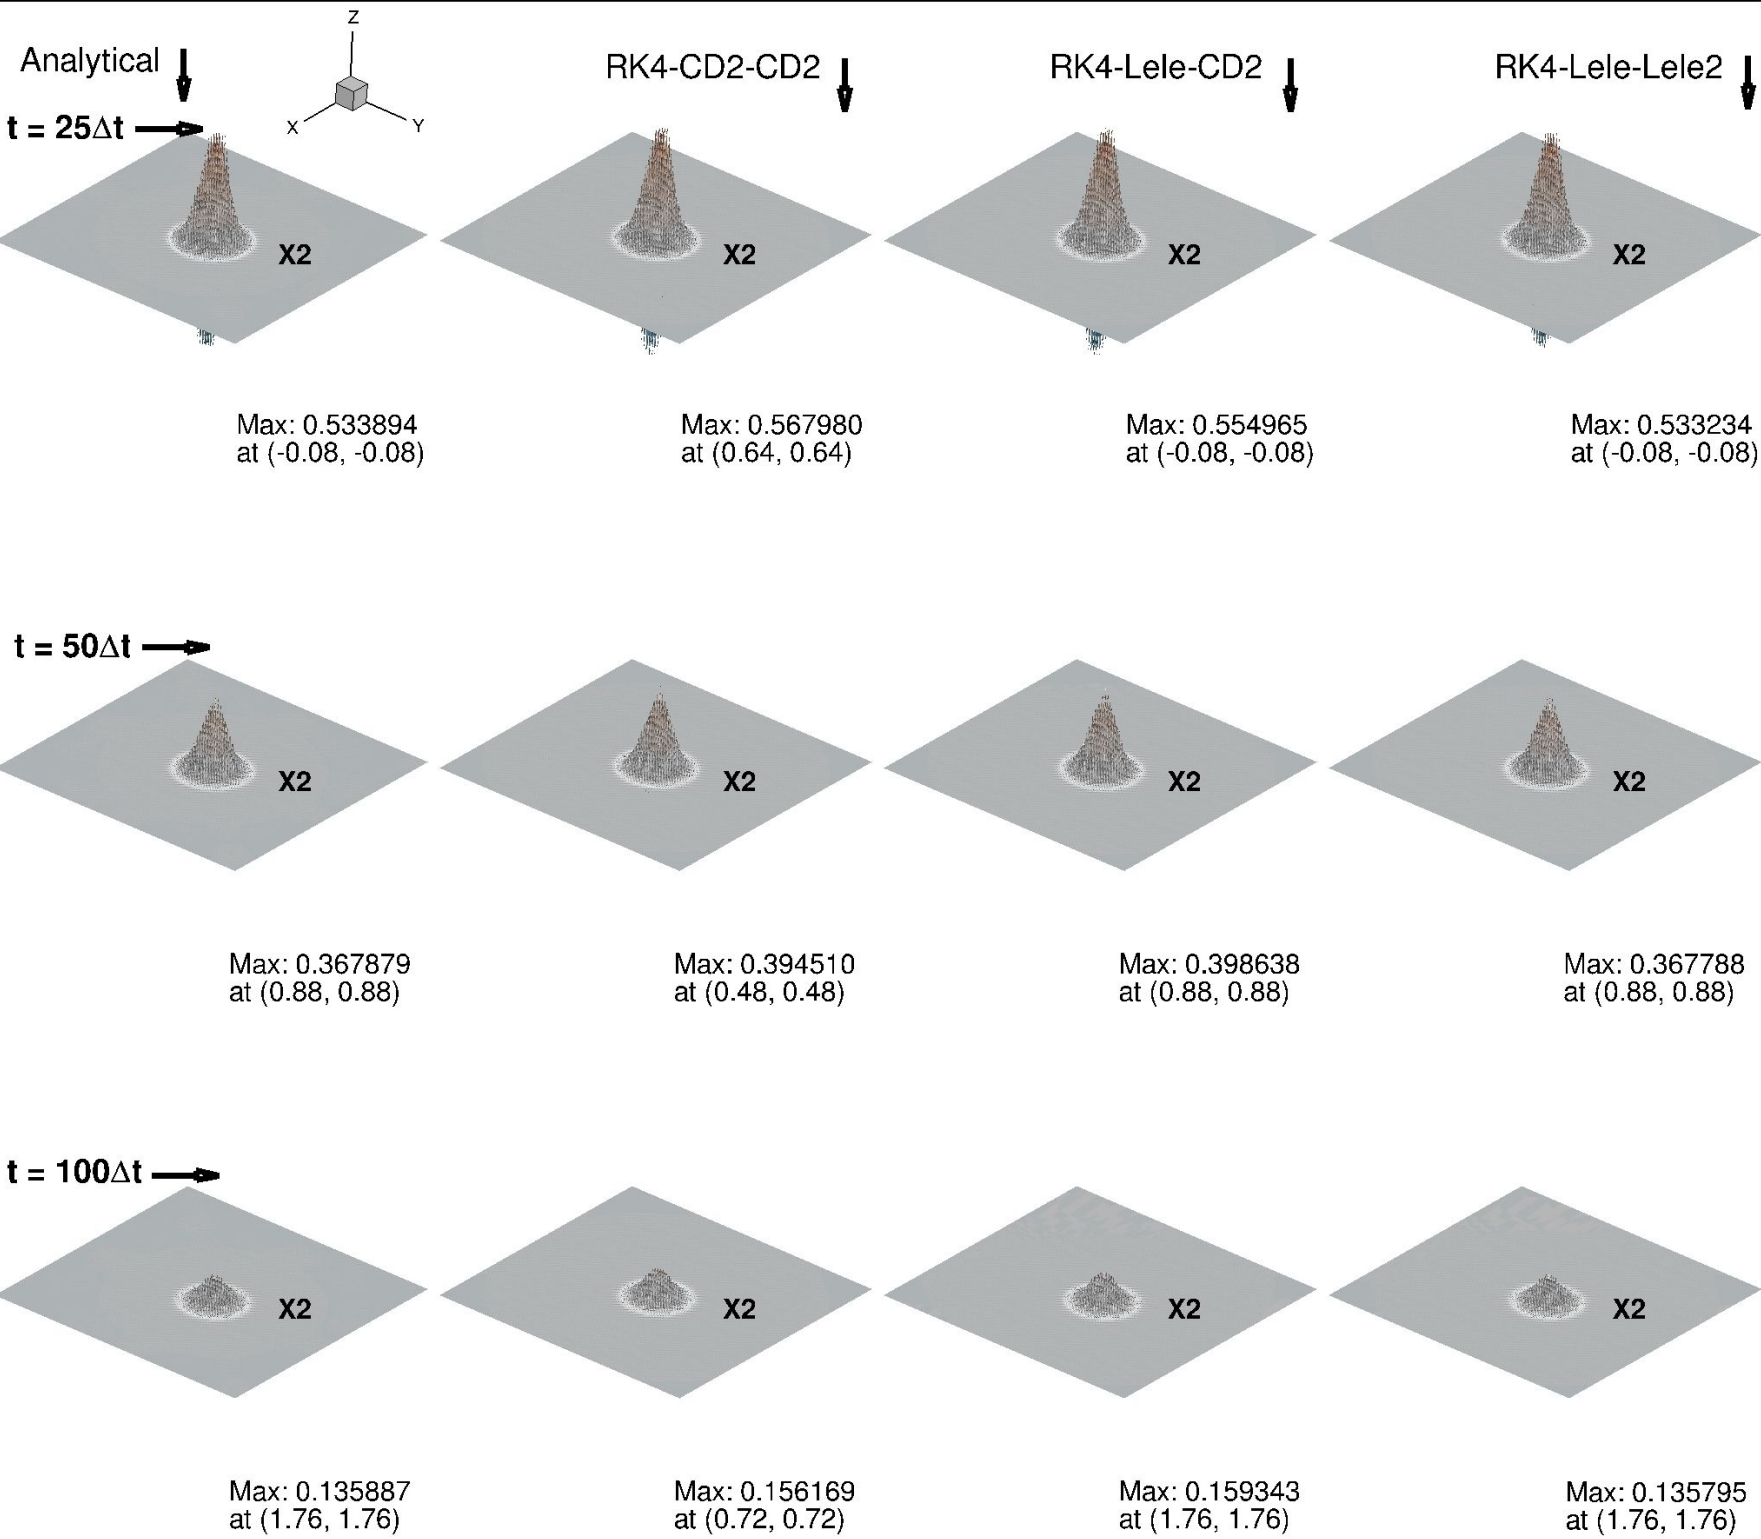 Z
Analytical
RK4-CD2-CD2
RK4-Lele-CD2
RK4-Lele-Lele2
X
Y
t = 25Δt
X2
X2
X2
X2
Max: 0.533894
at (-0.08, -0.08)
Max: 0.567980
at (0.64, 0.64)
Max: 0.554965
at (-0.08, -0.08)
Max: 0.533234
at (-0.08, -0.08)
t = 50Δt
X2
X2
X2
X2
Max: 0.367879
at (0.88, 0.88)
Max: 0.394510
at (0.48, 0.48)
Max: 0.398638
at (0.88, 0.88)
Max: 0.367788
at (0.88, 0.88)
t = 100Δt
X2
X2
X2
X2
Max: 0.135887
at (1.76, 1.76)
Max: 0.156169
at (0.72, 0.72)
Max: 0.159343
at (1.76, 1.76)
Max: 0.135795
at (1.76, 1.76)